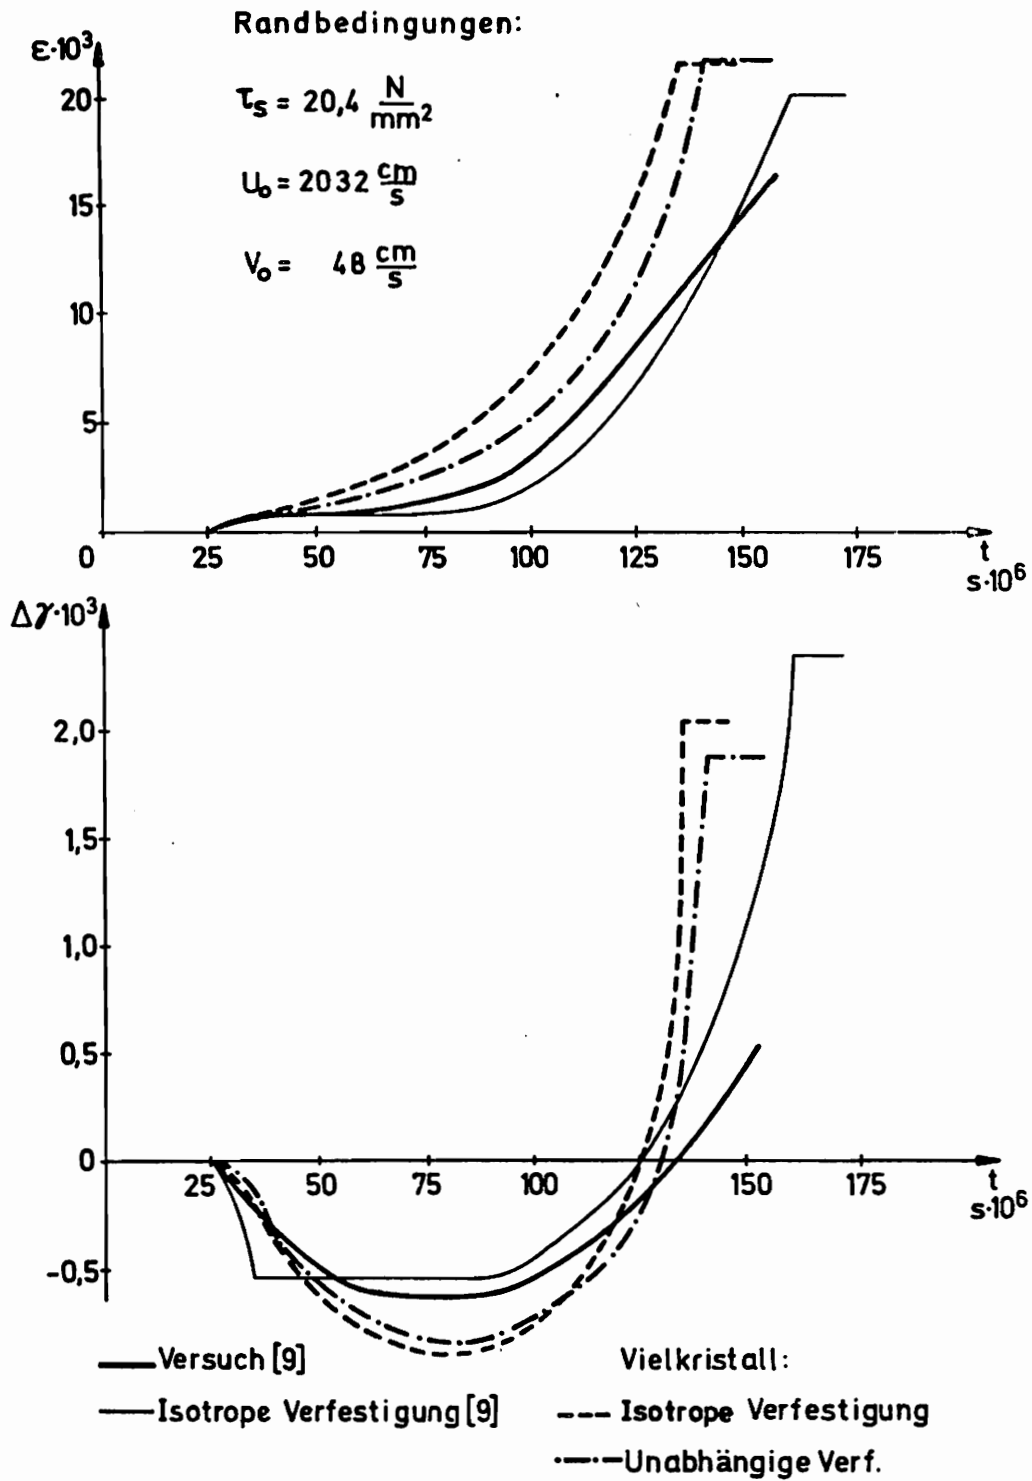 Randbedingungen:
ε·10³
τs = 20,4 N/mm²
U₀ = 2032 cm/s
V₀ = 48 cm/s
20
15
10
5
0 25 50 75 100 125 150 175 t
s·10⁶
Δγ·10³
2,0
1,5
1,0
0,5
0
25 50 75 100 150 175 t
s·10⁶
-0,5
Versuch [9]
Isotrope Verfestigung [9]
Vielkristall:
Isotrope Verfestigung
Unabhängige Verf.